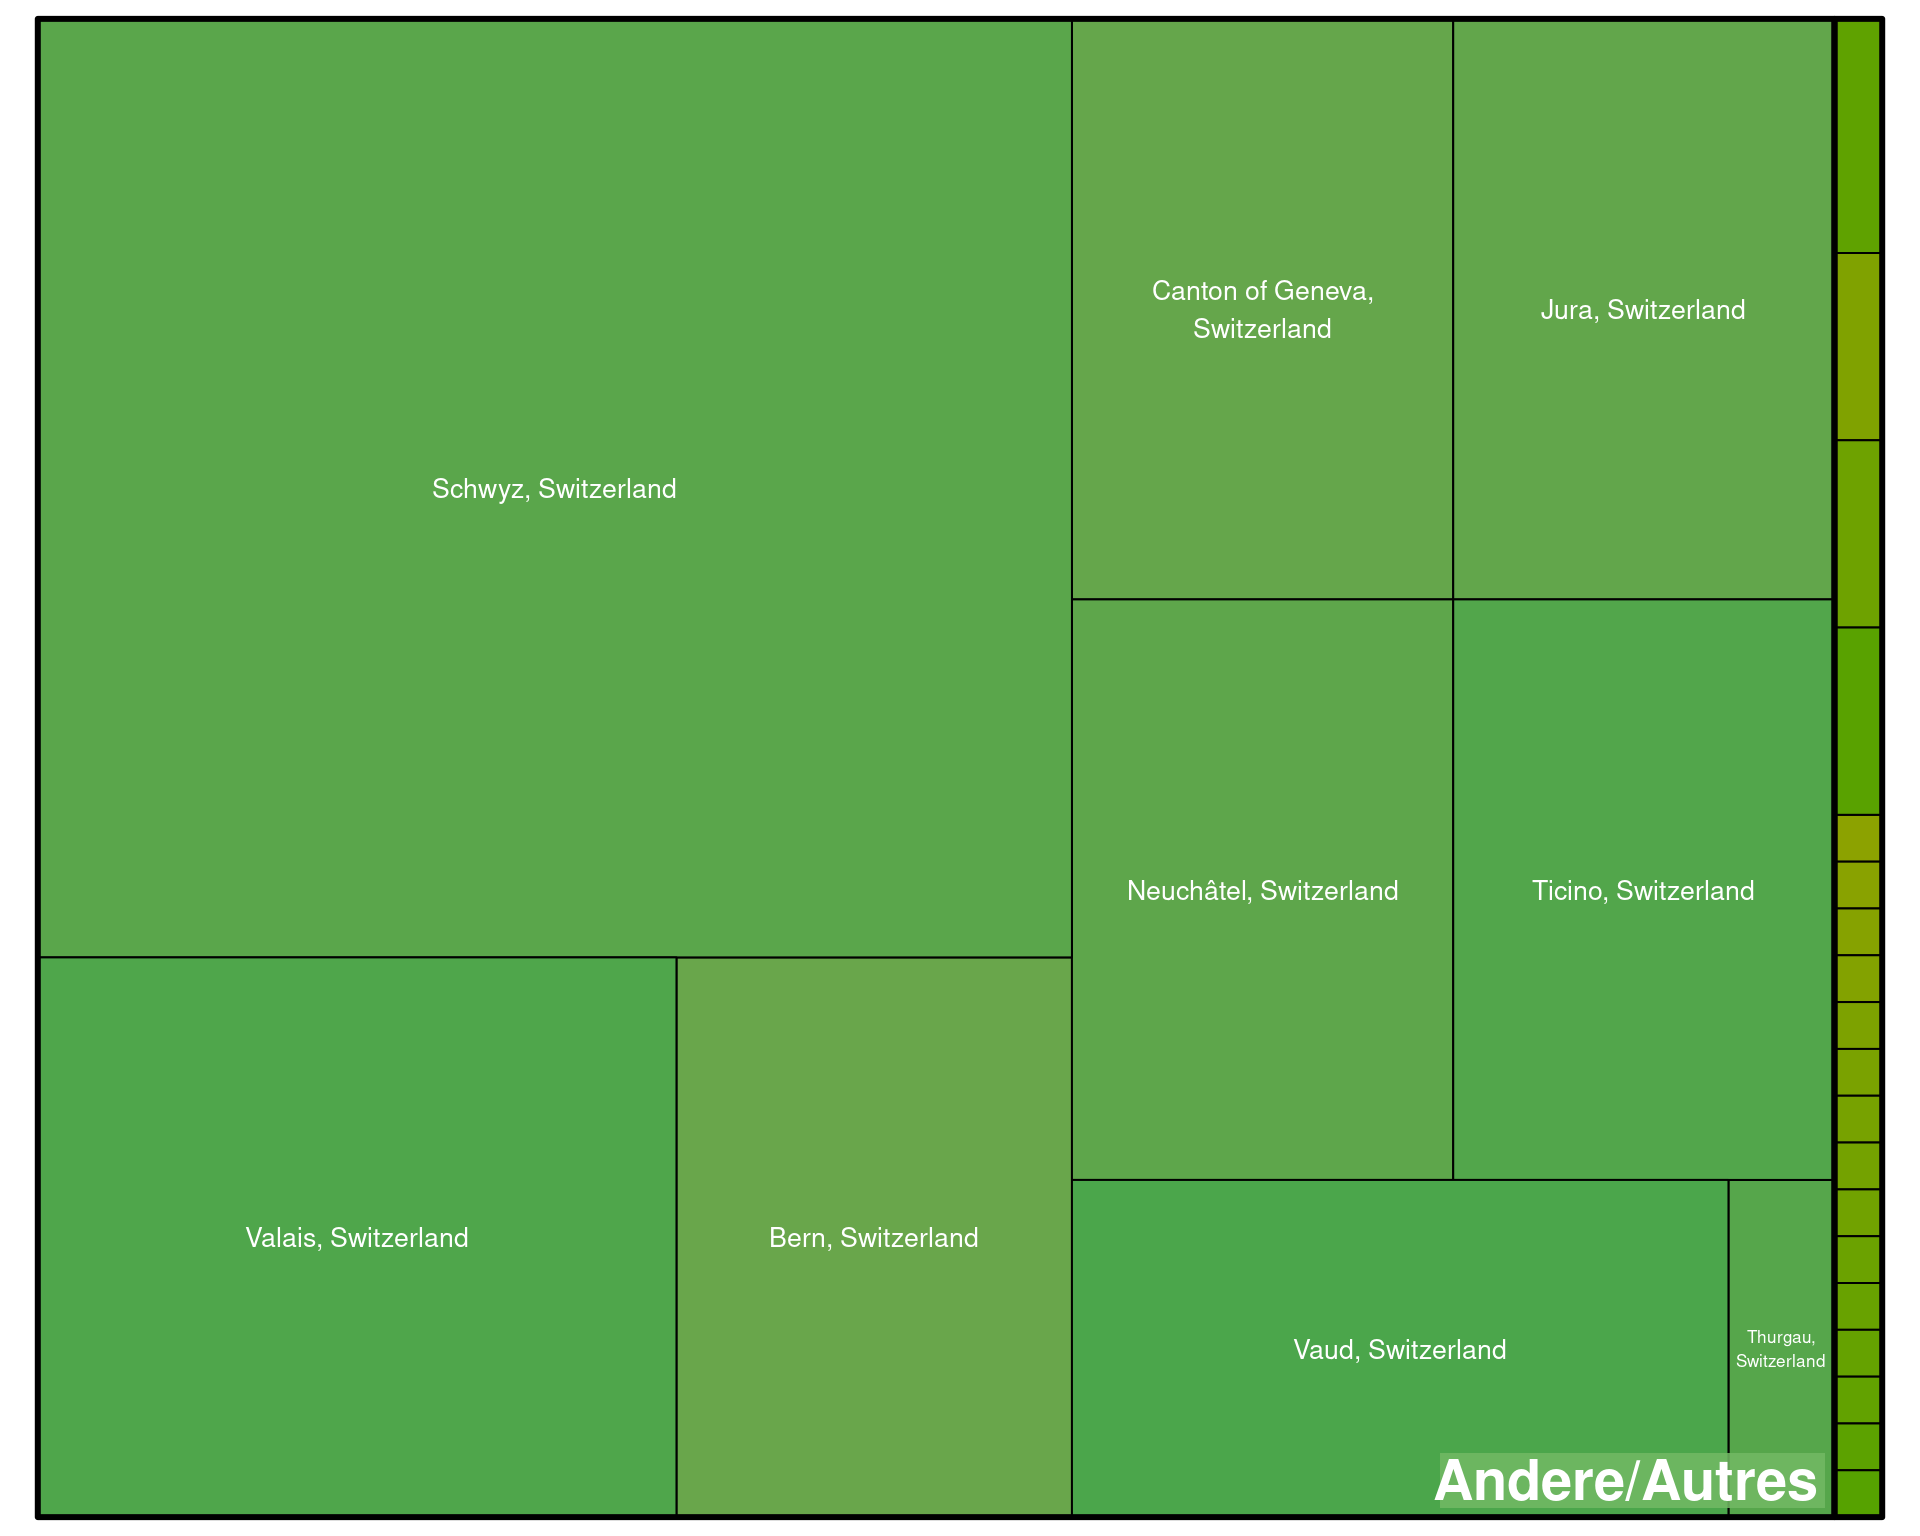 Schwyz, Switzerland
Canton of Geneva,
Switzerland
Jura, Switzerland
Neuchâtel, Switzerland
Ticino, Switzerland
Valais, Switzerland
Bern, Switzerland
Vaud, Switzerland
Thurgau,
Switzerland
Andere/Autres